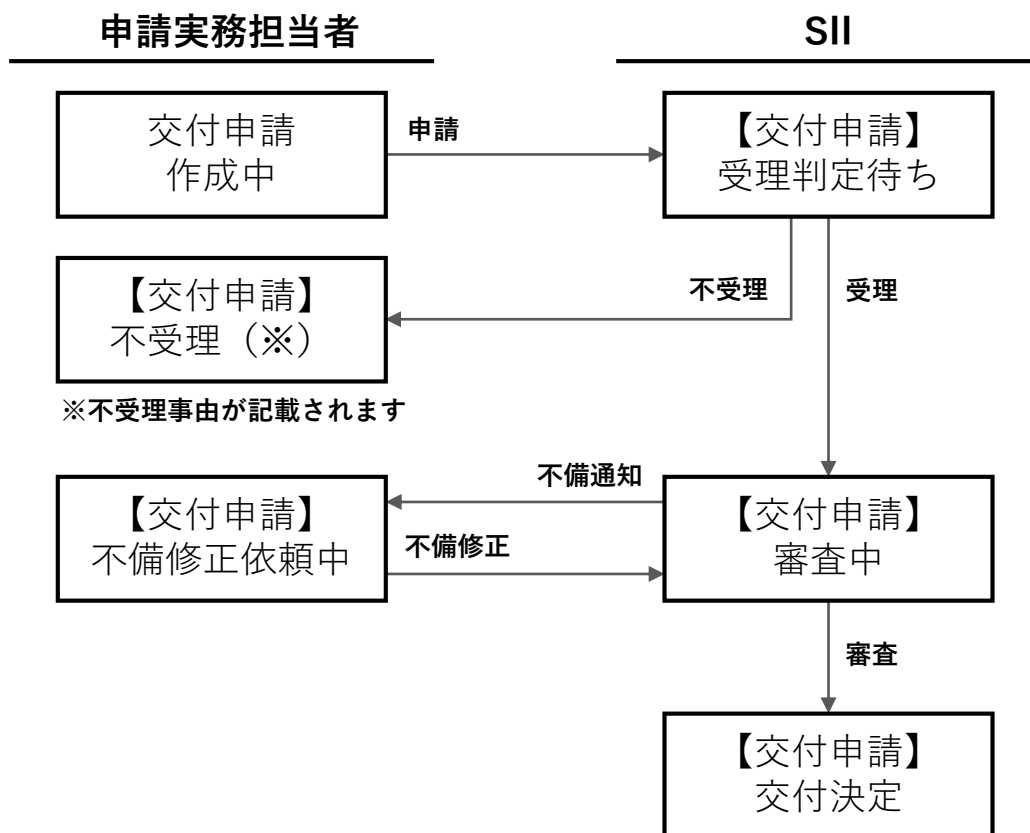 申請実務担当者
SII
交付申請
作成中
申請
【交付申請】
受理判定待ち
【交付申請】
不受理（※）
不受理
受理
※不受理事由が記載されます
【交付申請】
不備修正依頼中
不備通知
不備修正
【交付申請】
審査中
審査
【交付申請】
交付決定